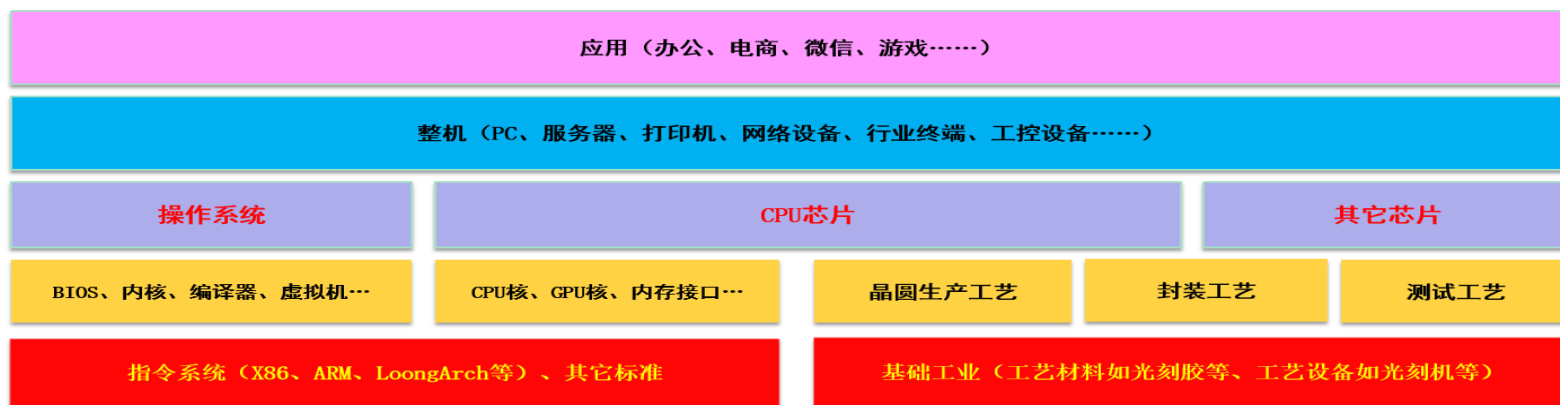 应用（办公、电商、微信、游戏……）
整机（PC、服务器、打印机、网络设备、行业终端、工控设备……）
操作系统
CPU芯片
其它芯片
BIOS、内核、编译器、虚拟机…
CPU核、GPU核、内存接口…
晶圆生产工艺
封装工艺
测试工艺
指令系统（X86、ARM、LoongArch等）、其它标准
基础工业（工艺材料如光刻胶等、工艺设备如光刻机等）